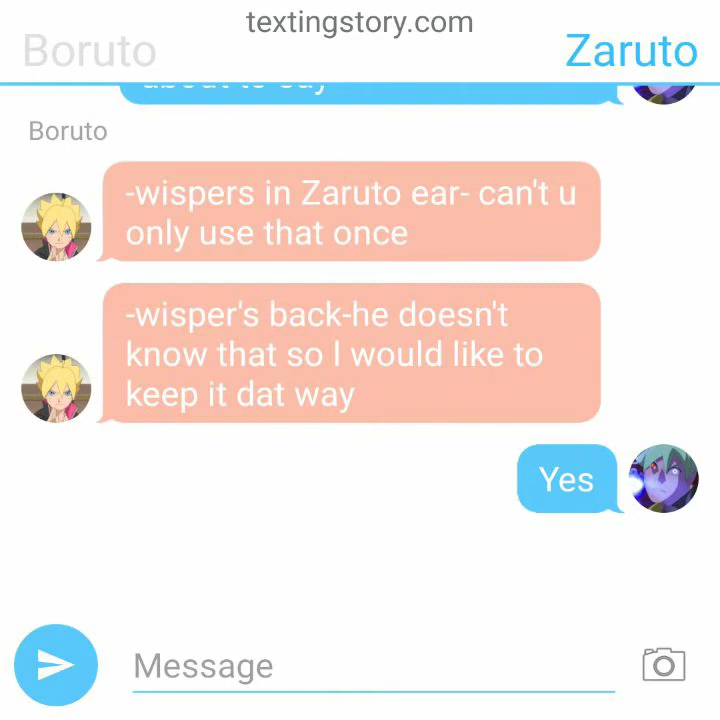 textingstory.com
Boruto
Zaruto
Boruto
-wispers in Zaruto ear- can't u
only use that once
-wisper's back-he doesn't
know that so I would like to
keep it dat way
Yes
Message